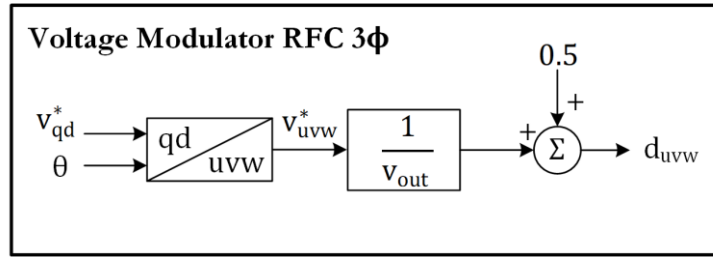 Voltage Modulator RFC 3ϕ
0.5
+
v*qd
θ
qd
uvw
v*uvw
1
vout
+
Σ
duvw